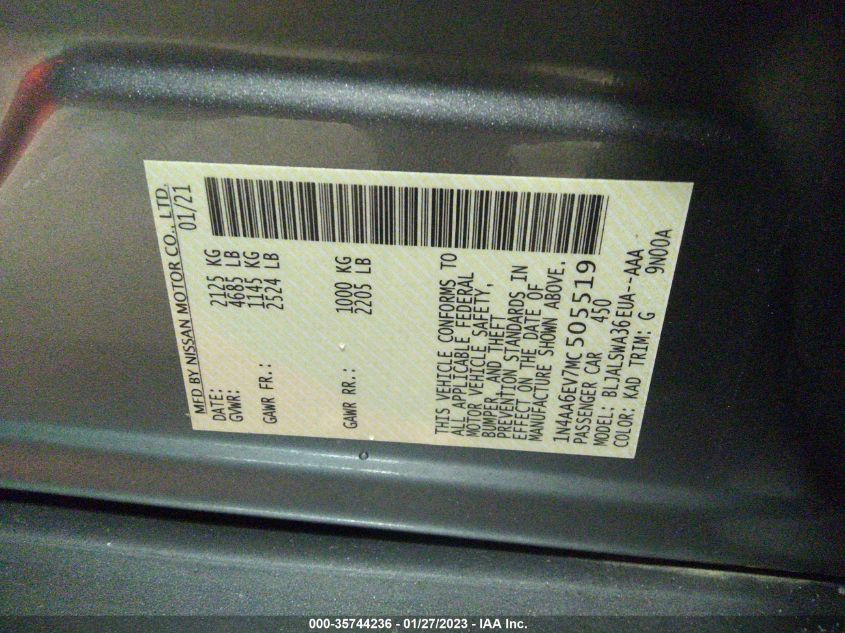 MFD BY NISSAN MOTOR CO., LTD.
DATE: 01/21
GVWR: 2125 KG
4685 LB
GAWR FR.: 1145 KG
2524 LB
GAWR RR.: 1000 KG
2205 LB
THIS VEHICLE CONFORMS TO
ALL APPLICABLE FEDERAL
MOTOR VEHICLE SAFETY,
BUMPER, AND THEFT
PREVENTION STANDARDS IN
EFFECT ON THE DATE OF
MANUFACTURE SHOWN ABOVE.
1N4AA6EV7MC505519
PASSENGER CAR 450
MODEL: BLJALSWA36EUA--AAA
COLOR: KAD TRIM: G 9N00A
000-35744236 - 01/27/2023 - IAA Inc.